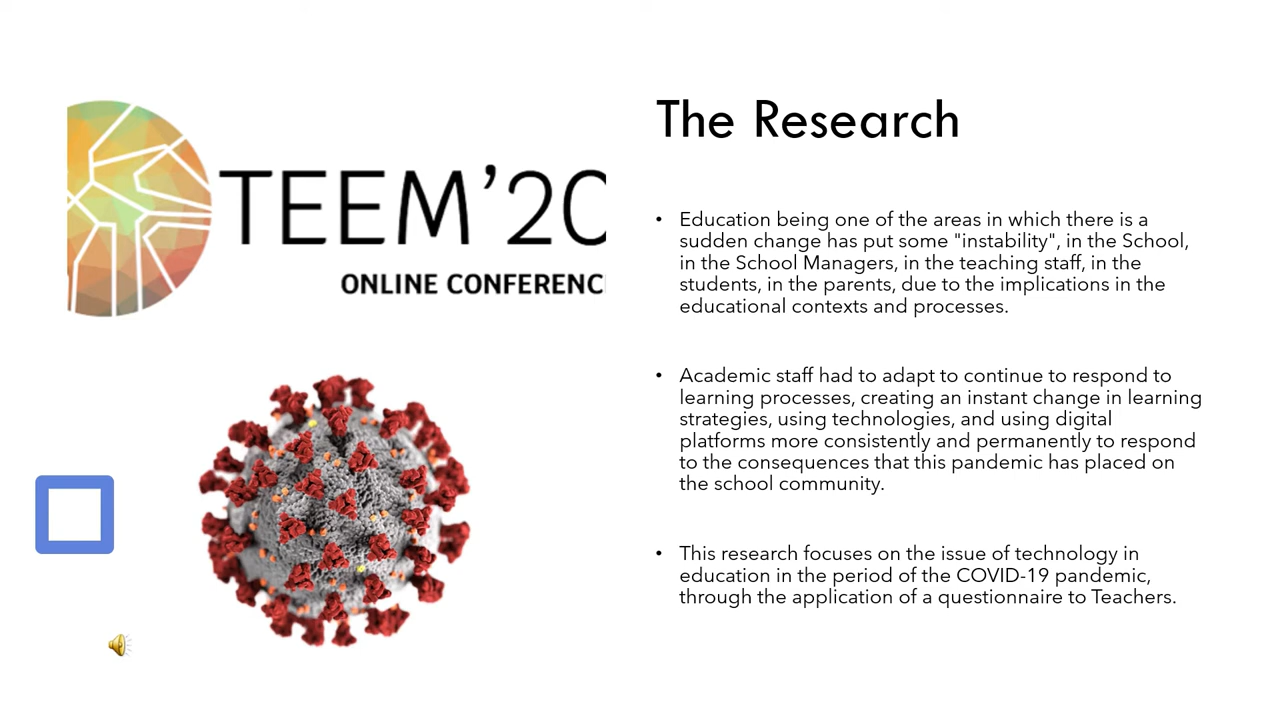 TEEM'20
ONLINE CONFERENC
The Research
• Education being one of the areas in which there is a
sudden change has put some "instability", in the School,
in the School Managers, in the teaching staff, in the
students, in the parents, due to the implications in the
educational contexts and processes.
• Academic staff had to adapt to continue to respond to
learning processes, creating an instant change in learning
strategies, using technologies, and using digital
platforms more consistently and permanently to respond
to the consequences that this pandemic has placed on
the school community.
• This research focuses on the issue of technology in
education in the period of the COVID-19 pandemic,
through the application of a questionnaire to Teachers.